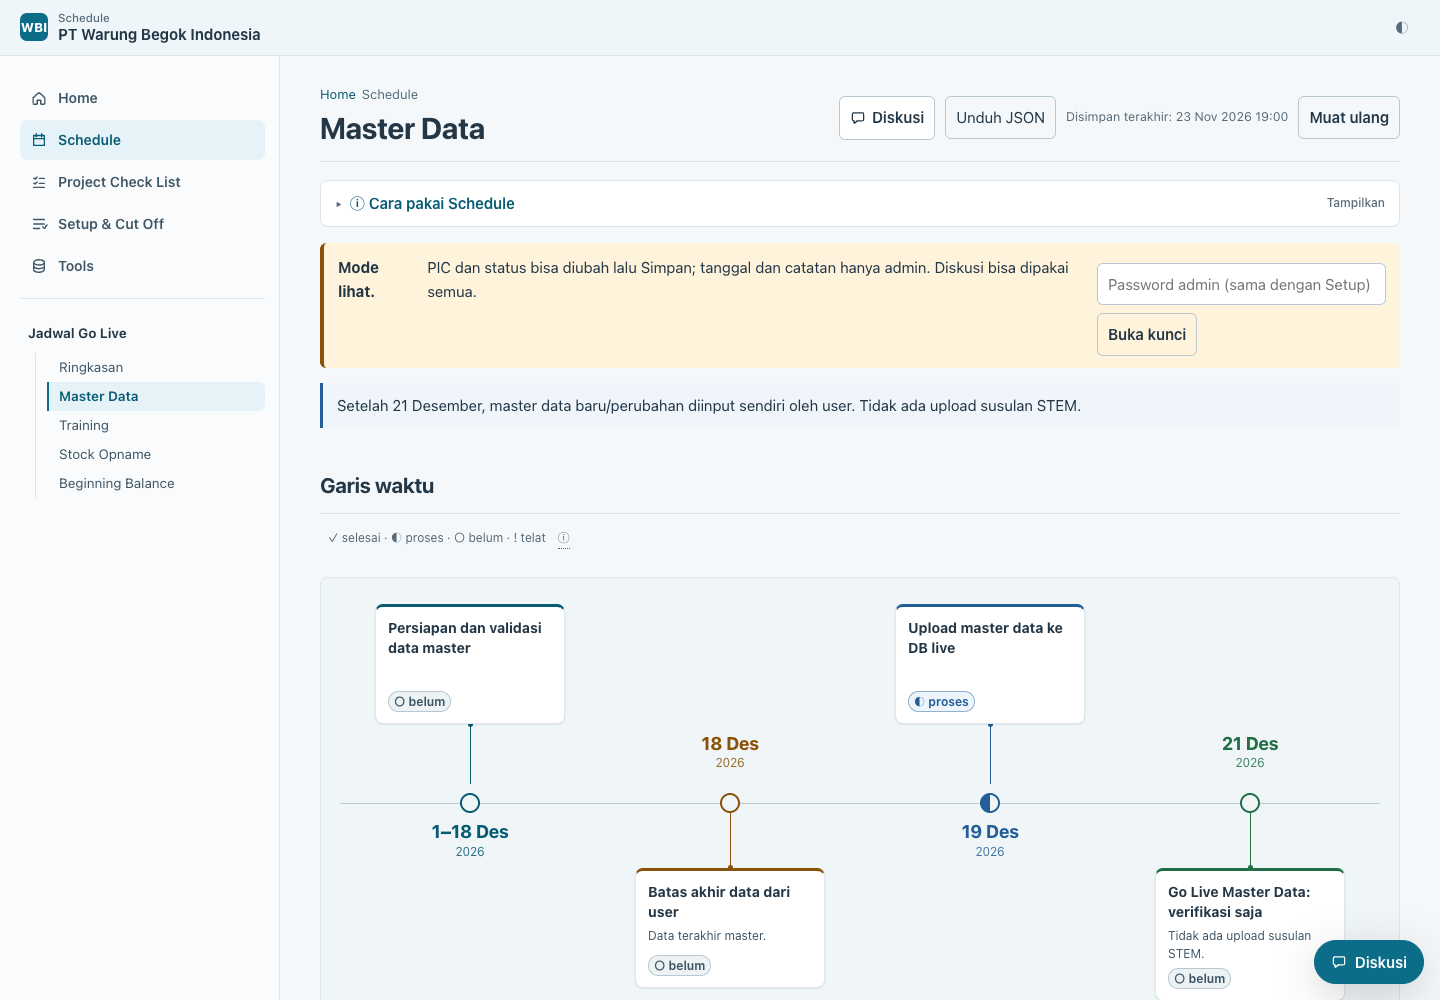 WBI
Schedule
PT Warung Begok Indonesia
Home
Schedule
Project Check List
Setup & Cut Off
Tools
Jadwal Go Live
Ringkasan
Master Data
Training
Stock Opname
Beginning Balance
Home Schedule
Master Data
Diskusi
Unduh JSON
Disimpan terakhir: 23 Nov 2026 19:00
Muat ulang
▸ ⓘ Cara pakai Schedule
Tampilkan
Mode
lihat.
PIC dan status bisa diubah lalu Simpan; tanggal dan catatan hanya admin. Diskusi bisa dipakai
semua.
Password admin (sama dengan Setup)
Buka kunci
Setelah 21 Desember, master data baru/perubahan diinput sendiri oleh user. Tidak ada upload susulan STEM.
Garis waktu
✓ selesai · ◐ proses · ○ belum · ! telat ⓘ
Persiapan dan validasi
data master
○ belum
Upload master data ke
DB live
◐ proses
18 Des
2026
21 Des
2026
1–18 Des
2026
19 Des
2026
Batas akhir data dari
user
Data terakhir master.
○ belum
Go Live Master Data:
verifikasi saja
Tidak ada upload susulan
STEM.
○ belum
Diskusi